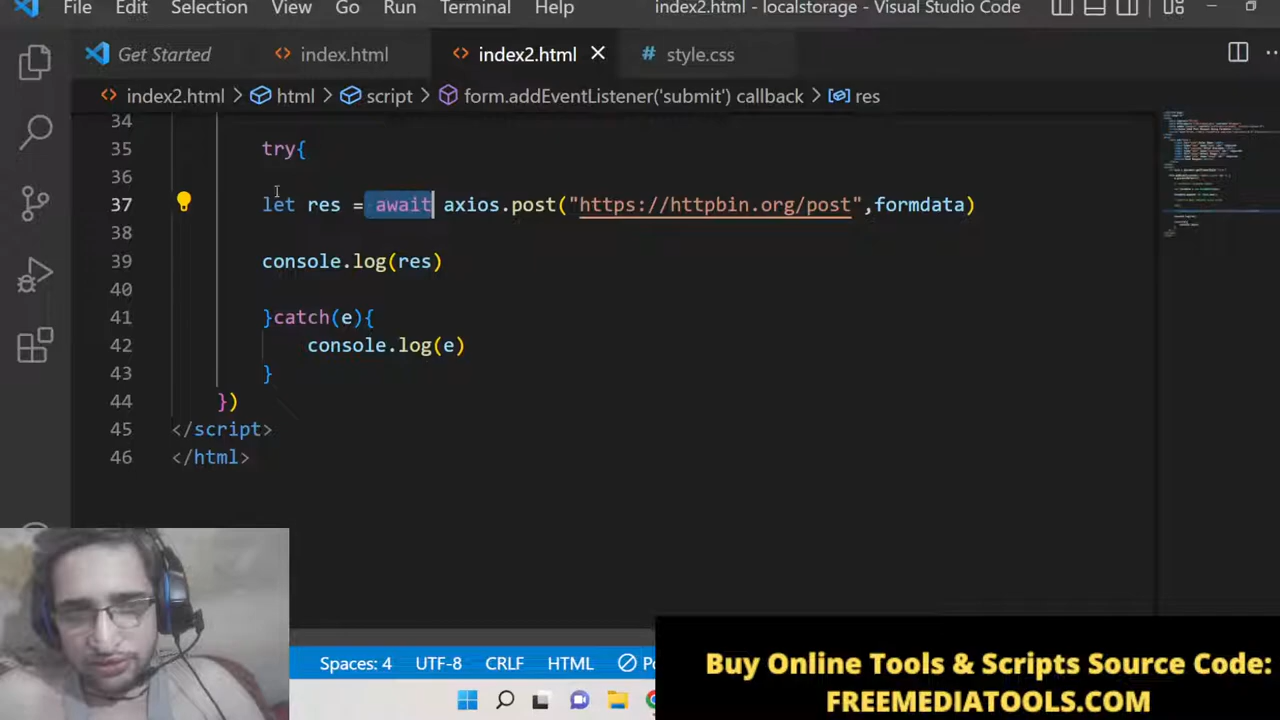 File Edit Selection View Go Run Terminal Help index2.html - localstorage - Visual Studio Code
Get Started index.html index2.html style.css
index2.html > html > script > form.addEventListener('submit') callback > res
34
35 try{
36
37 let res = await axios.post("https://httpbin.org/post",formdata)
38
39 console.log(res)
40
41 }catch(e){
42 console.log(e)
43 }
44 })
45 </script>
46 </html>
Spaces: 4 UTF-8 CRLF HTML
Buy Online Tools & Scripts Source Code:
FREEMEDIATOOLS.COM